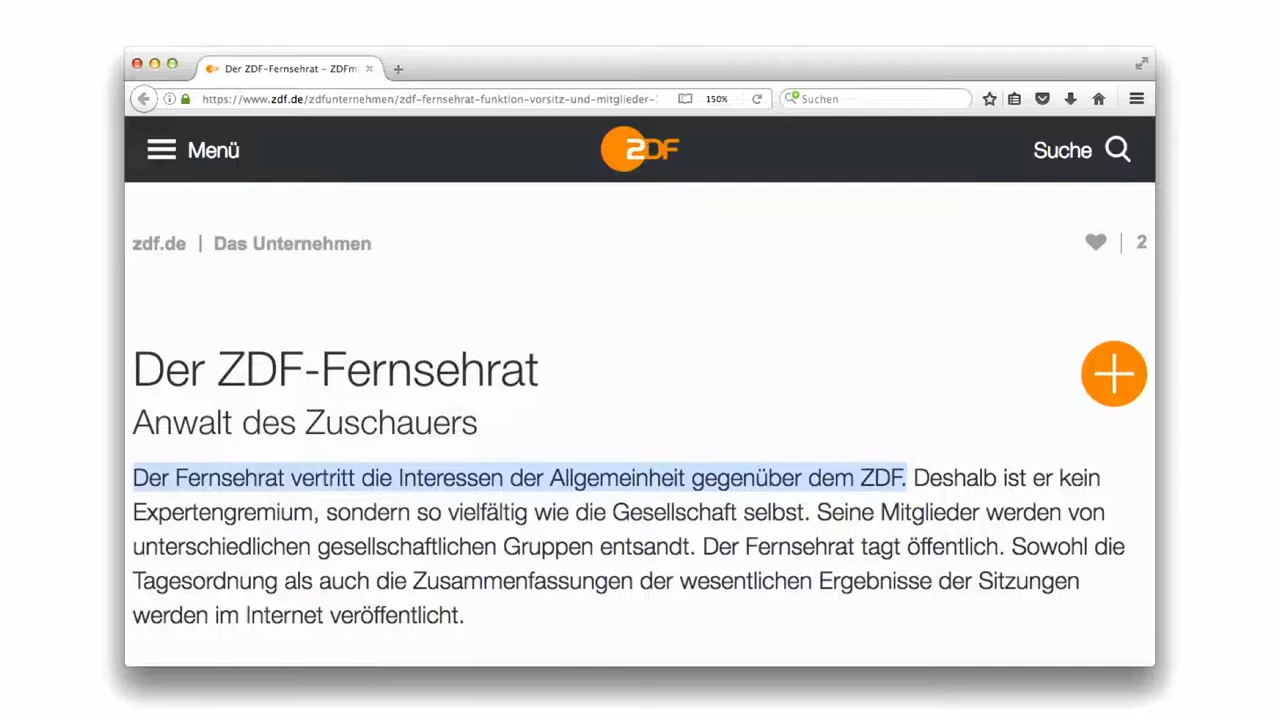 Der ZDF-Fernsehrat – ZDFm
https://www.zdf.de/zdfunternehmen/zdf-fernsehrat-funktion-vorsitz-und-mitglieder-
150%
Suchen
Menü
ZDF
Suche
zdf.de | Das Unternehmen
2
Der ZDF-Fernsehrat
Anwalt des Zuschauers
Der Fernsehrat vertritt die Interessen der Allgemeinheit gegenüber dem ZDF. Deshalb ist er kein
Expertengremium, sondern so vielfältig wie die Gesellschaft selbst. Seine Mitglieder werden von
unterschiedlichen gesellschaftlichen Gruppen entsandt. Der Fernsehrat tagt öffentlich. Sowohl die
Tagesordnung als auch die Zusammenfassungen der wesentlichen Ergebnisse der Sitzungen
werden im Internet veröffentlicht.